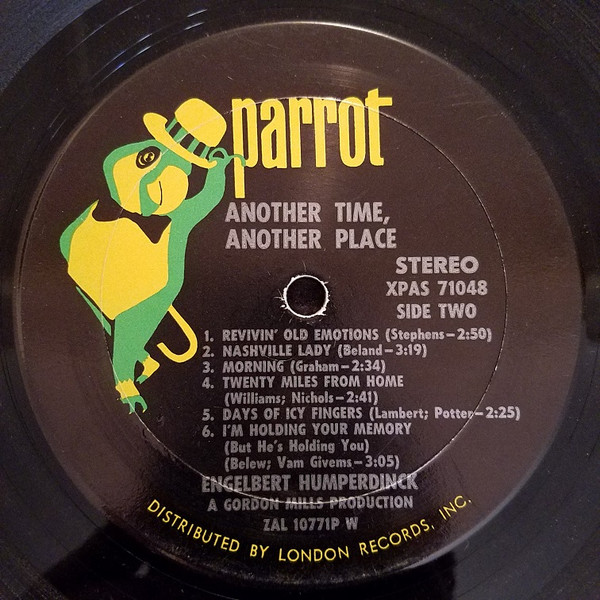 parrot
ANOTHER TIME,
ANOTHER PLACE
STEREO
XPAS 71048
SIDE TWO
1. REVIVIN' OLD EMOTIONS (Stephens—2:50)
2. NASHVILLE LADY (Beland—3:19)
3. MORNING (Graham—2:34)
4. TWENTY MILES FROM HOME
(Williams; Nichols—2:41)
5. DAYS OF ICY FINGERS (Lambert; Potter—2:25)
6. I'M HOLDING YOUR MEMORY
(But He's Holding You)
(Belew; Vam Givens—3:05)
ENGELBERT HUMPERDINCK
A GORDON MILLS PRODUCTION
ZAL 10771P W
DISTRIBUTED BY LONDON RECORDS, INC.